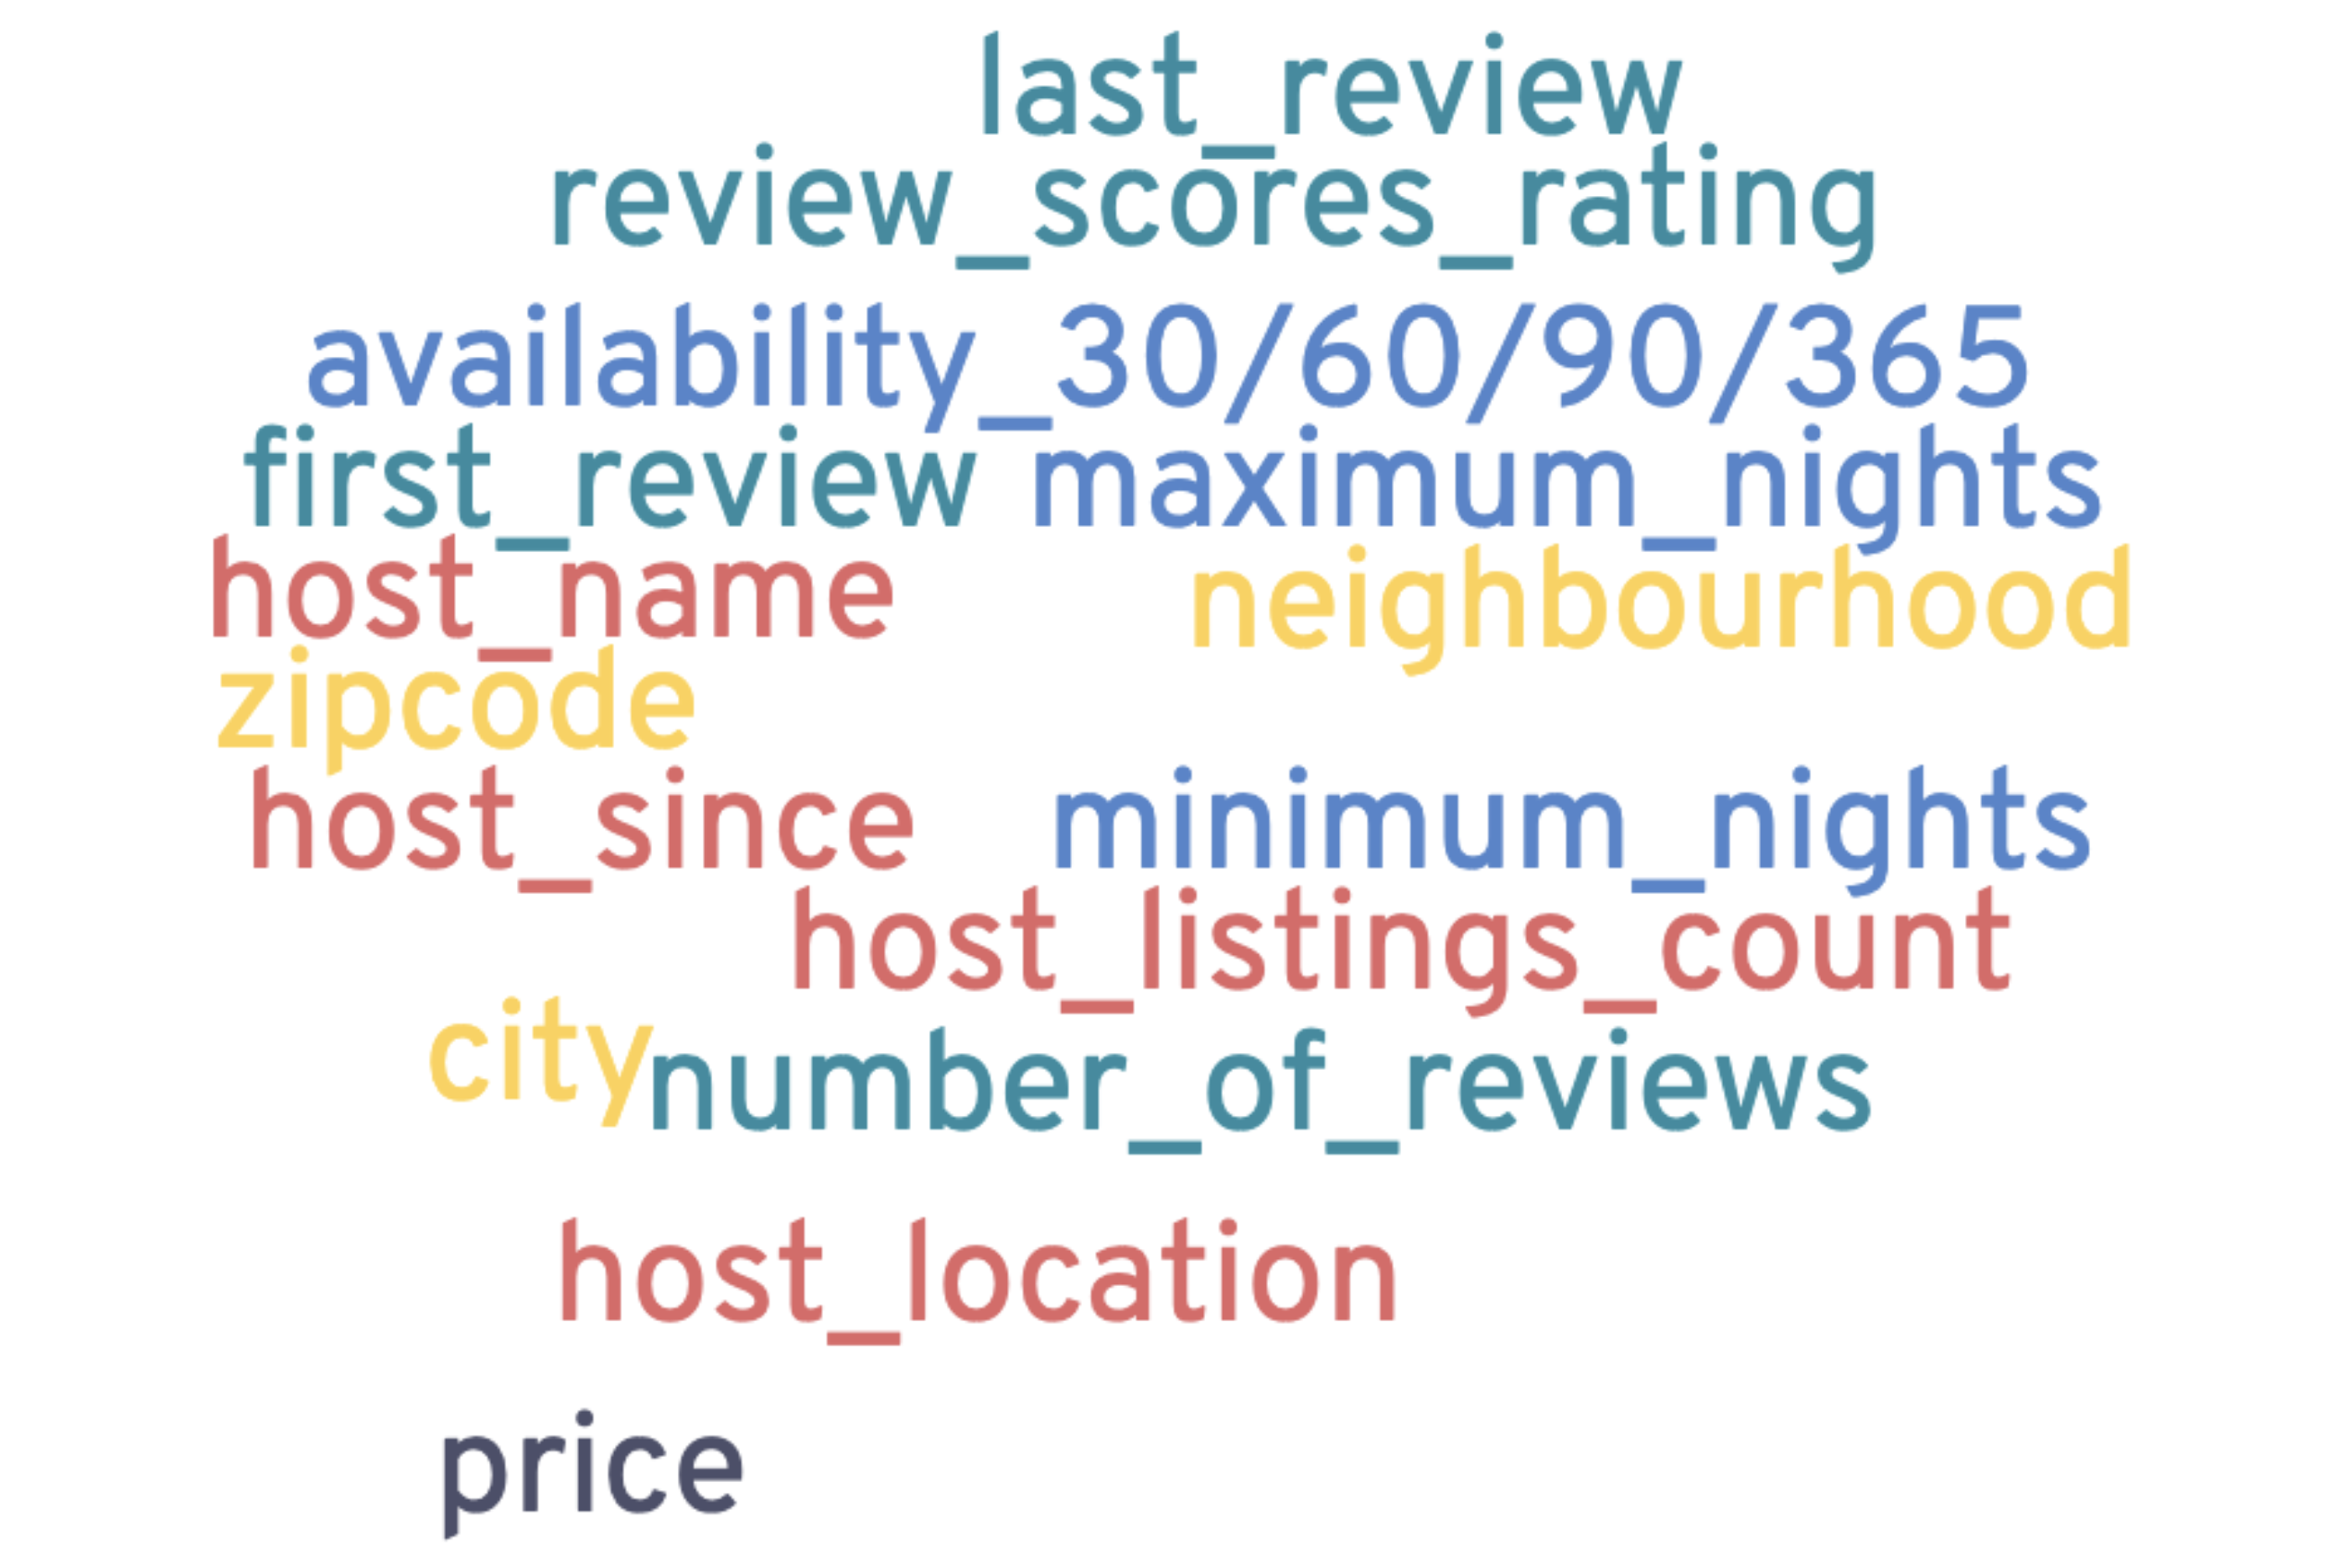 last_review
review_scores_rating
availability_30/60/90/365
first_review maximum_nights
host_name neighbourhood
zipcode
host_since minimum_nights
host_listings_count
city number_of_reviews
host_location
price